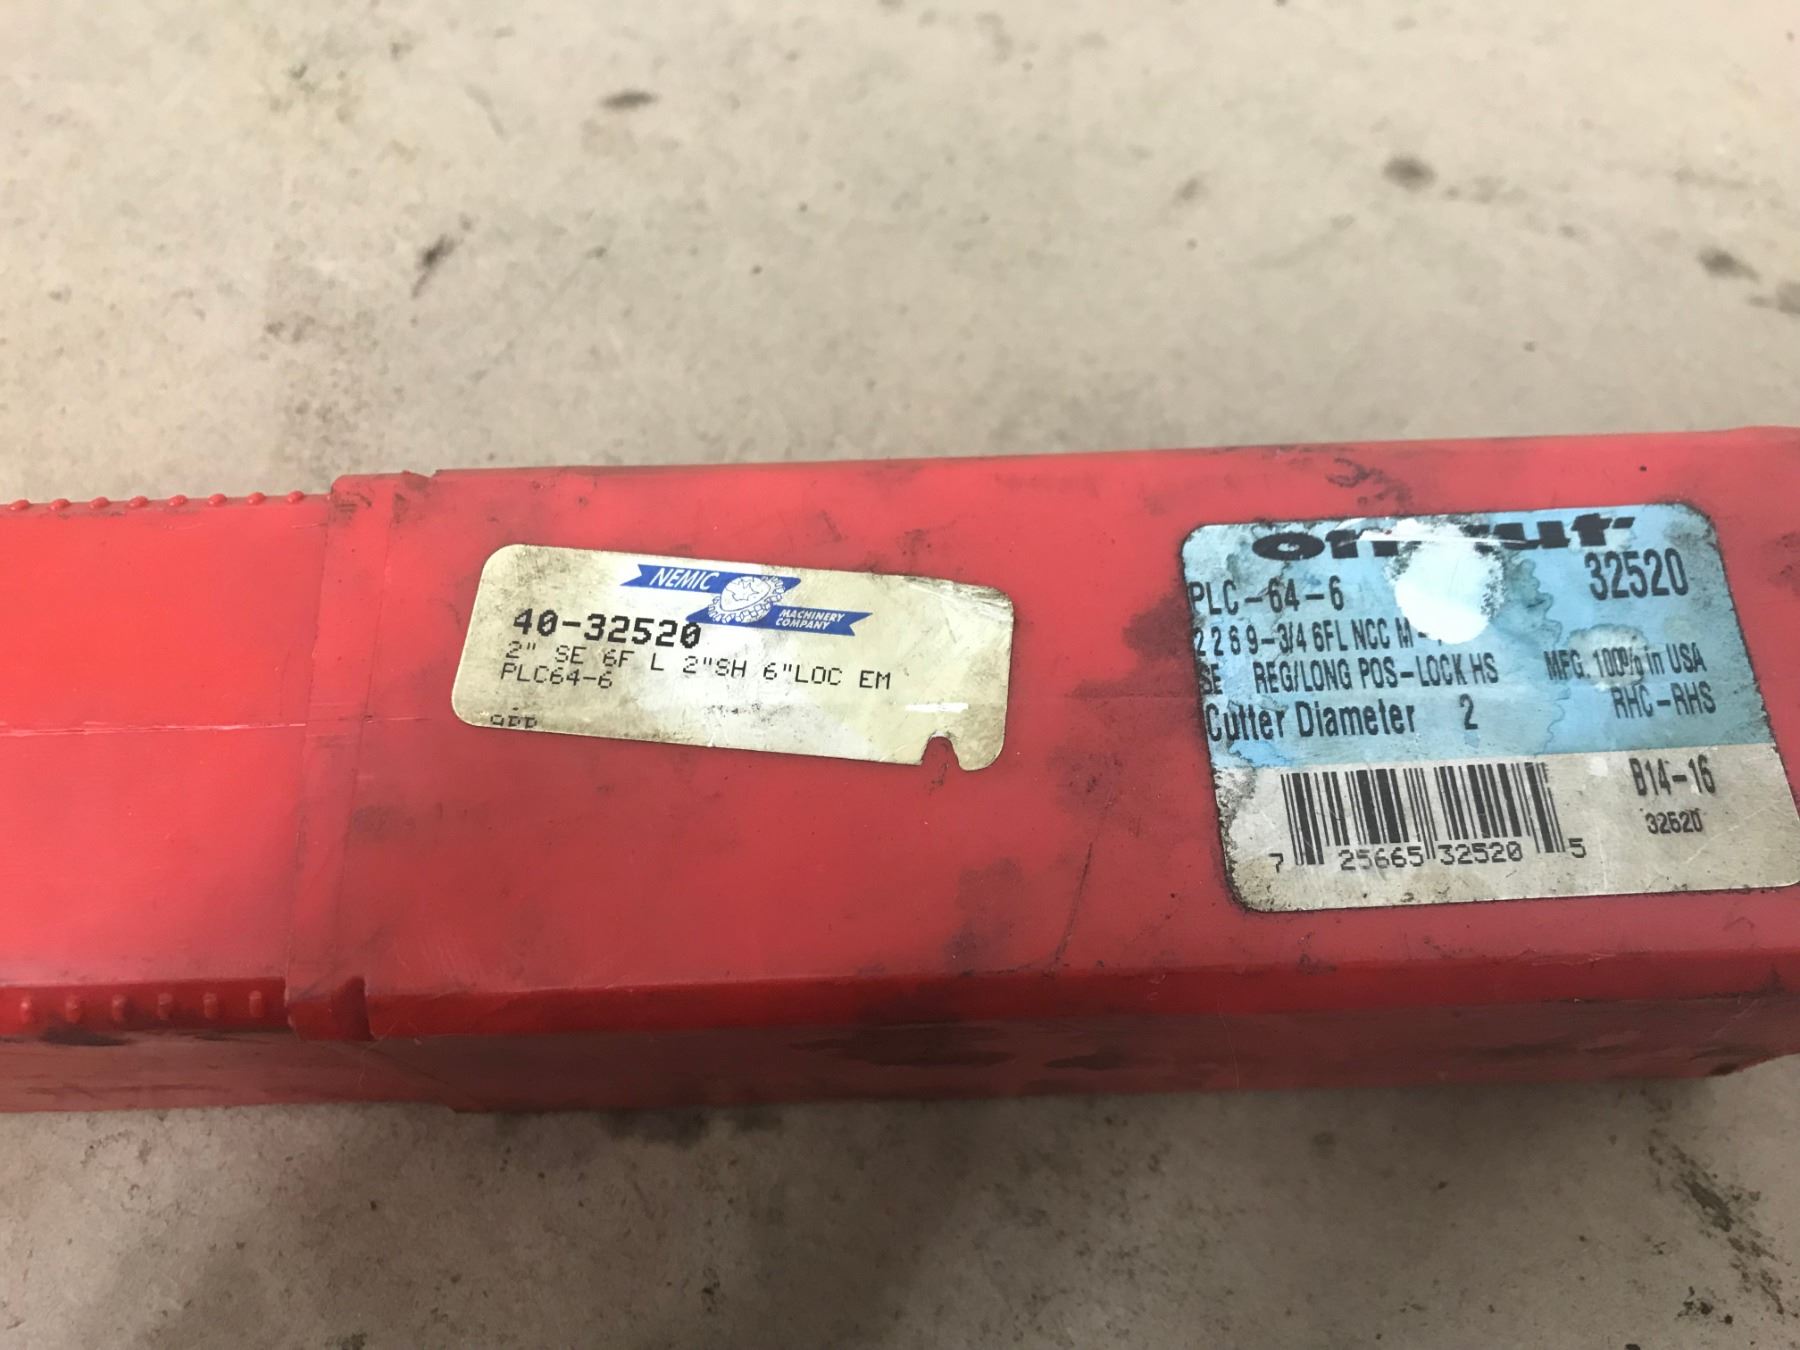 NEMIC
MACHINERY
COMPANY
40-32520
2" SE 6F L 2"SH 6"LOC EM
PLC64-6
32520
PLC-64-6
2 2 6 9-3/4 6FL NCC M
SE REG/LONG POS-LOCK HS MFG. 100% in USA
Cutter Diameter 2 RHC-RHS
B14-16
32520
7 25665 32520 5